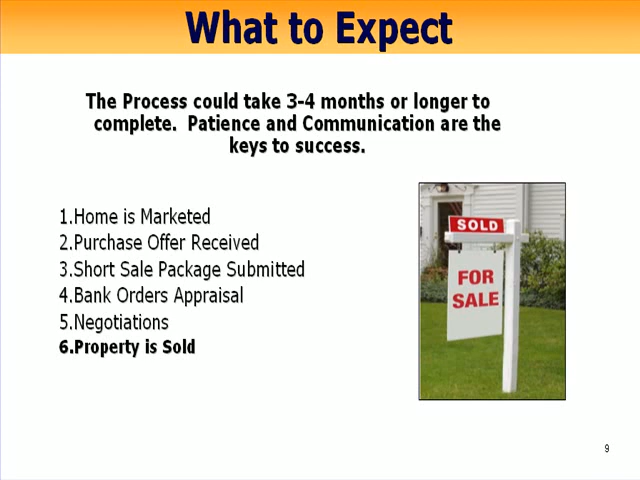 What to Expect
The Process could take 3-4 months or longer to
complete.  Patience and Communication are the
keys to success.
1.Home is Marketed
2.Purchase Offer Received
3.Short Sale Package Submitted
4.Bank Orders Appraisal
5.Negotiations
6.Property is Sold
SOLD
FOR
SALE
9